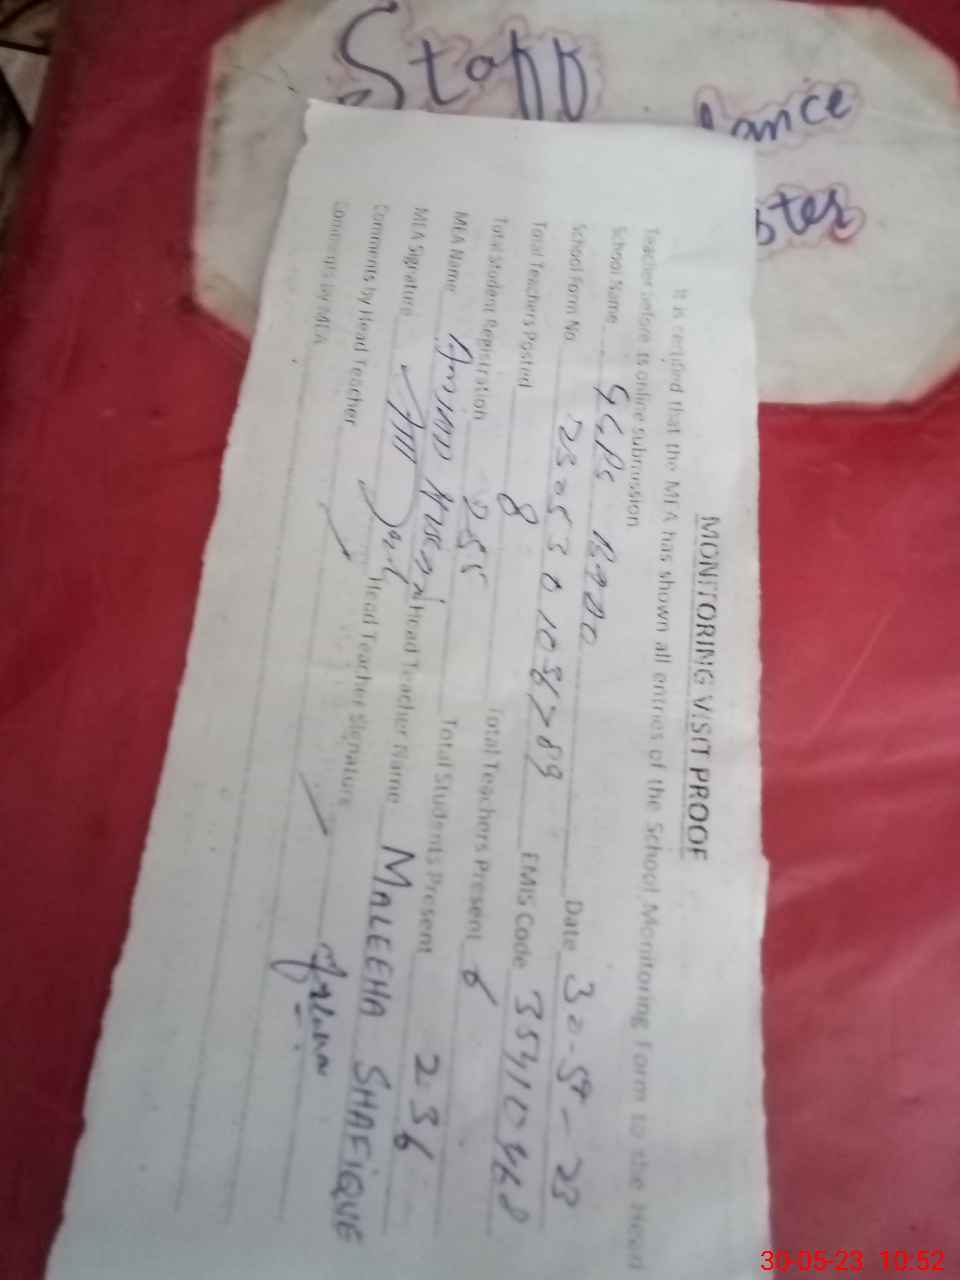 Staff
ance
ster
MONITORING VISIT PROOF
It is certified that the MEA has shown all entries of the School Monitoring Form to the Head
Teacher before is online submission
School Name Date 30-5-23
School Form No EMIS Code
Total Teachers Posted 8 Total Teachers Present 6
Total Student Registration 255 Total Students Present 236
MEA Name Head Teacher Name MALEEHA SHAFIQUE
MEA Signature Head Teacher Signature
Comments by Head Teacher
Comments by MEA
30-05-23 10:52